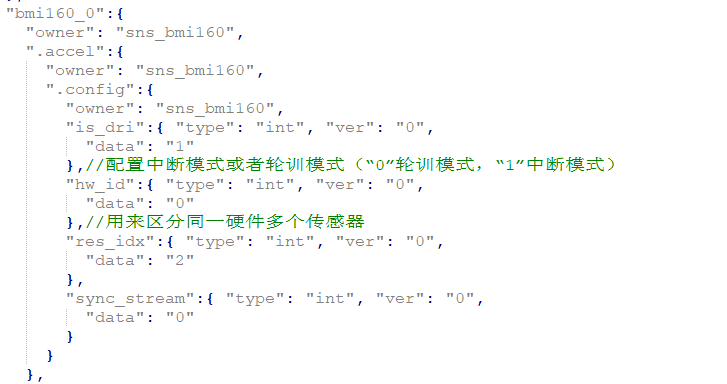 "bmi160_0":{
"owner": "sns_bmi160",
".accel":{
"owner": "sns_bmi160",
".config":{
"owner": "sns_bmi160",
"is_dri":{ "type": "int", "ver": "0",
"data": "1"
},//配置中断模式或者轮训模式（“0”轮训模式，“1”中断模式）
"hw_id":{ "type": "int", "ver": "0",
"data": "0"
},//用来区分同一硬件多个传感器
"res_idx":{ "type": "int", "ver": "0",
"data": "2"
},
"sync_stream":{ "type": "int", "ver": "0",
"data": "0"
}
}
},